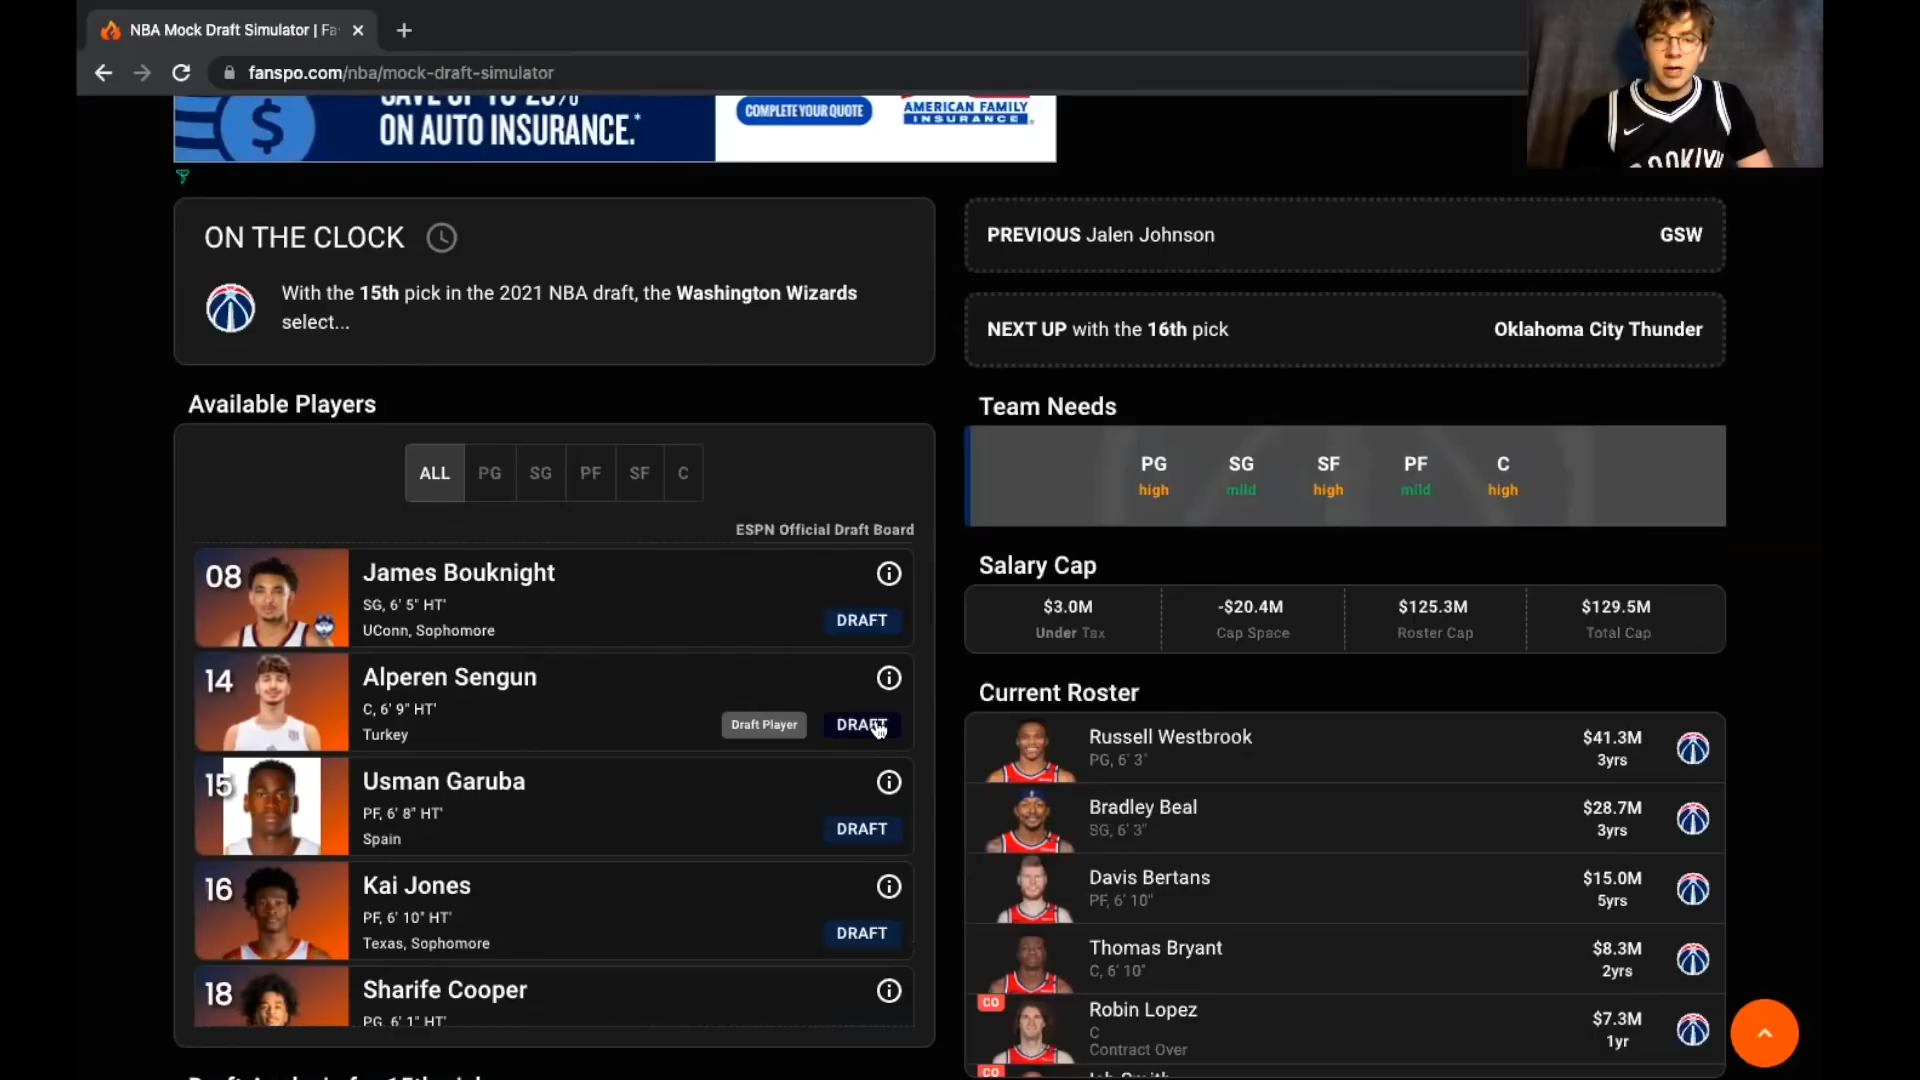 NBA Mock Draft Simulator | Fa
fanspo.com/nba/mock-draft-simulator
ON AUTO INSURANCE.*
COMPLETE YOUR QUOTE
AMERICAN FAMILY
INSURANCE
ON THE CLOCK
With the 15th pick in the 2021 NBA draft, the Washington Wizards
select...
PREVIOUS Jalen Johnson GSW
NEXT UP with the 16th pick Oklahoma City Thunder
Available Players
ALL PG SG PF SF C
ESPN Official Draft Board
08 James Bouknight
SG, 6' 5" HT'
UConn, Sophomore
DRAFT
14 Alperen Sengun
C, 6' 9" HT'
Turkey
Draft Player DRAFT
15 Usman Garuba
PF, 6' 8" HT'
Spain
DRAFT
16 Kai Jones
PF, 6' 10" HT'
Texas, Sophomore
DRAFT
18 Sharife Cooper
PG, 6' 1" HT'
Team Needs
PG SG SF PF C
high mild high mild high
Salary Cap
$3.0M -$20.4M $125.3M $129.5M
Under Tax Cap Space Roster Cap Total Cap
Current Roster
Russell Westbrook $41.3M
PG, 6' 3" 3yrs
Bradley Beal $28.7M
SG, 6' 3" 3yrs
Davis Bertans $15.0M
PF, 6' 10" 5yrs
Thomas Bryant $8.3M
C, 6' 10" 2yrs
CO
Robin Lopez $7.3M
C 1yr
Contract Over
CO